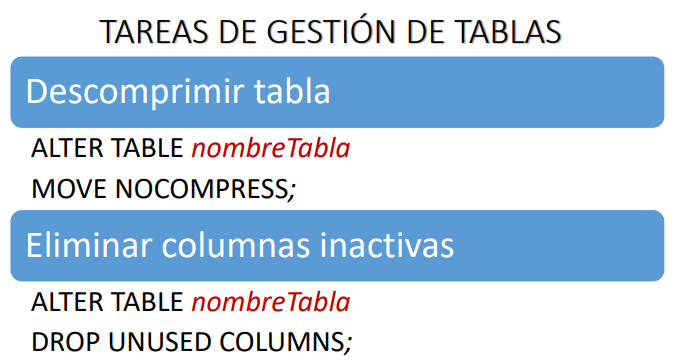 TAREAS DE GESTIÓN DE TABLAS
Descomprimir tabla
ALTER TABLE nombreTabla
MOVE NOCOMPRESS;
Eliminar columnas inactivas
ALTER TABLE nombreTabla
DROP UNUSED COLUMNS;